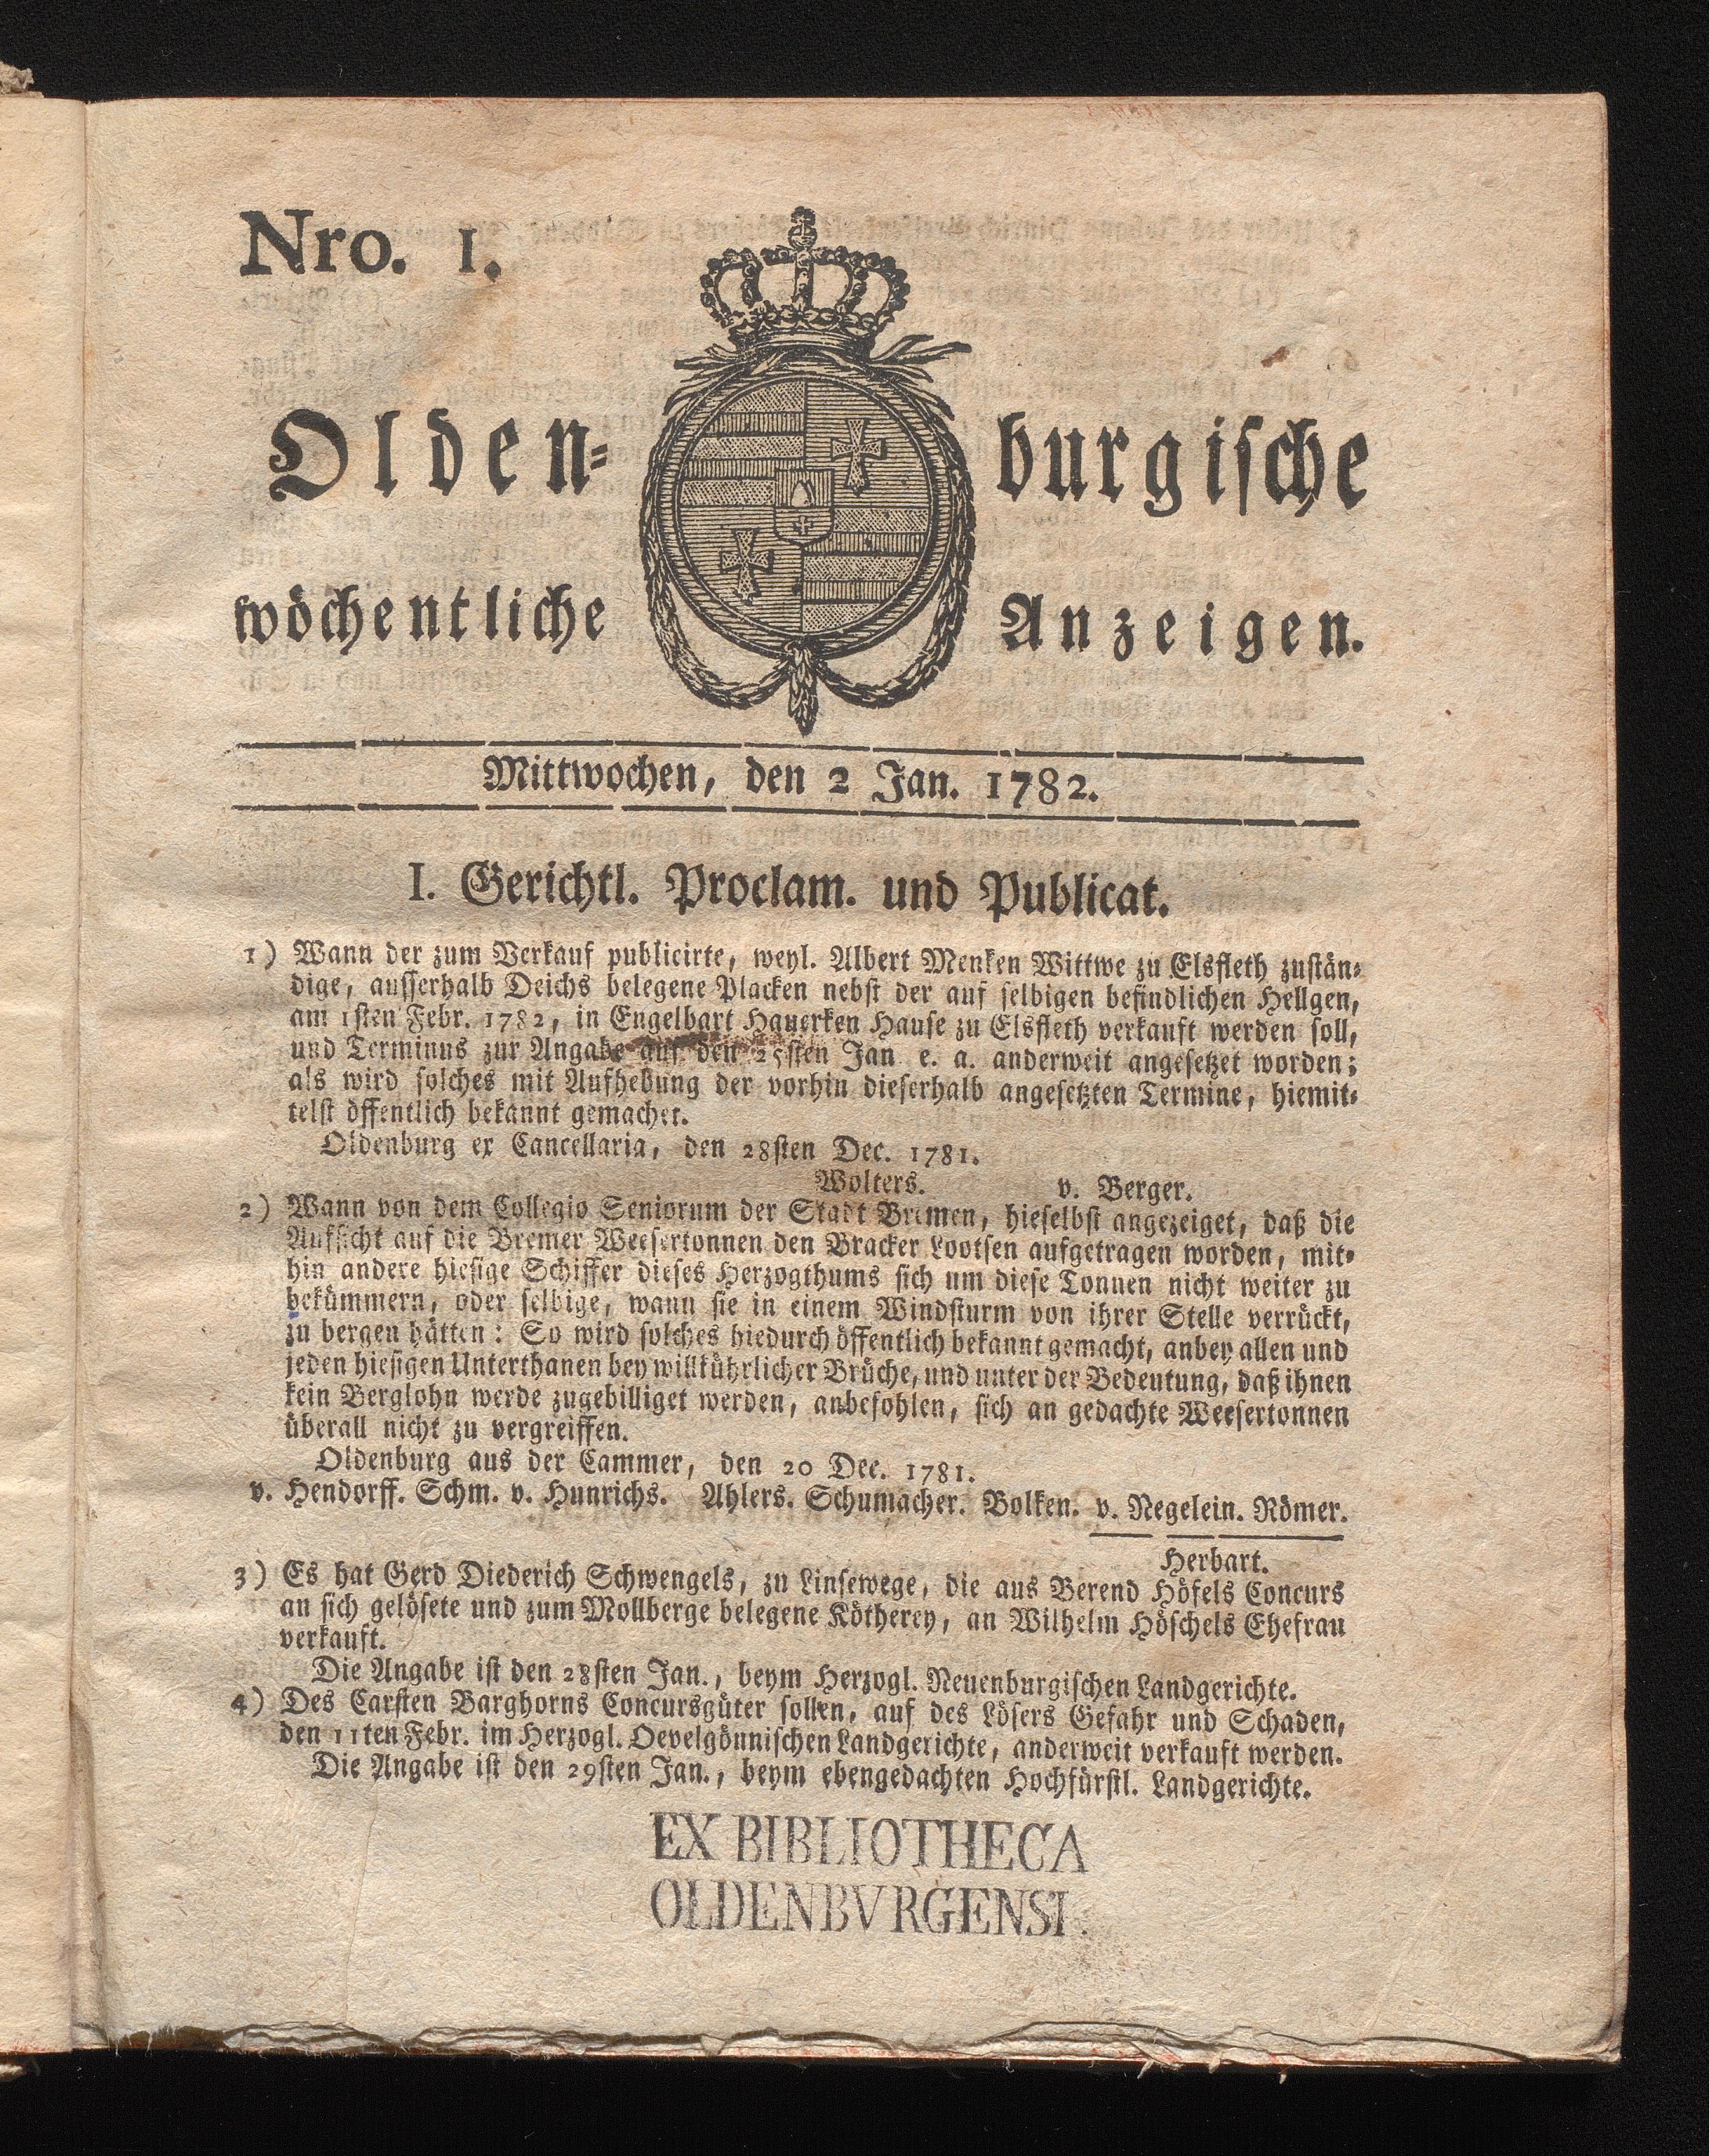 Nro. 1.
Olden-burgische
wöchentliche Anzeigen.
Mittwochen, den 2 Jan. 1782.
I. Gerichtl. Proclam. und Publicat.
1) Wann der zum Verkauf publicirte, weyl. Albert Menken Wittwe zu Elsfleth zustän-
dige, ausserhalb Deichs belegene Placken nebst der auf selbigen befindlichen Hellgen,
am 1sten Febr. 1782, in Engelbart Hauerken Hause zu Elsfleth verkauft werden soll,
und Terminus zur Angabe auf den 25sten Jan e. a. anderweit angesetzet worden;
als wird solches mit Aufhebung der vorhin dieserhalb angesetzten Termine, hiemit-
telst öffentlich bekannt gemachet.
Oldenburg ex Cancellaria, den 28sten Dec. 1781.
Wolters. v. Berger.
2) Wann von dem Collegio Seniorum der Stadt Bremen, hieselbst angezeiget, daß die
Aufsicht auf die Bremer Weesertonnen den Bracker Lootsen aufgetragen worden, mit-
hin andere hiesige Schiffer dieses Herzogthums sich um diese Tonnen nicht weiter zu
bekümmern, oder selbige, wann sie in einem Windsturm von ihrer Stelle verrückt,
zu bergen hätten: So wird solches hiedurch öffentlich bekannt gemacht, anbey allen und
jeden hiesigen Unterthanen bey willkührlicher Brüche, und unter der Bedeutung, daß ihnen
kein Berglohn werde zugebilliget werden, anbefohlen, sich an gedachte Weesertonnen
überall nicht zu vergreiffen.
Oldenburg aus der Cammer, den 20 Dec. 1781.
v. Hendorff. Schm. v. Hunrichs. Ahlers. Schumacher. Bolken. v. Negelein. Römer.
Herbart.
3) Es hat Gerd Diederich Schwengels, zu Linsewege, die aus Berend Höfels Concurs
an sich gelösete und zum Mollberge belegene Kötherey, an Wilhelm Höschels Ehefrau
verkauft.
Die Angabe ist den 28sten Jan., beym Herzogl. Neuenburgischen Landgerichte.
4) Des Carsten Barghorns Concursgüter sollen, auf des Lösers Gefahr und Schaden,
den 11ten Febr. im Herzogl. Oevelgönnischen Landgerichte, anderweit verkauft werden.
Die Angabe ist den 29sten Jan., beym ebengedachten Hochfürstl. Landgerichte.
EX BIBLIOTHECA
OLDENBVRGENSI.